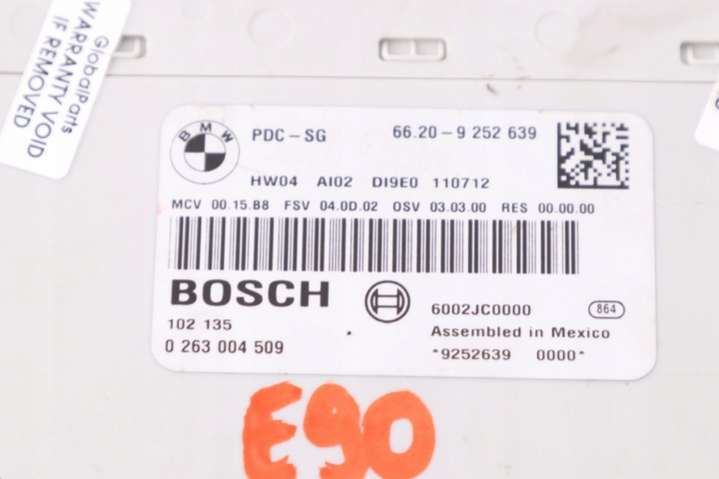 GlobalParts
WARRANTY VOID
IF REMOVED
BMW
PDC-SG 66.20-9 252 639
HW04 AI02 DI9E0 110712
MCV 00.15.B8 FSV 04.0D.02 OSV 03.03.00 RES 00.00.00
BOSCH
6002JC0000 864
102 135 Assembled in Mexico
0 263 004 509 *9252639 0000*
E90